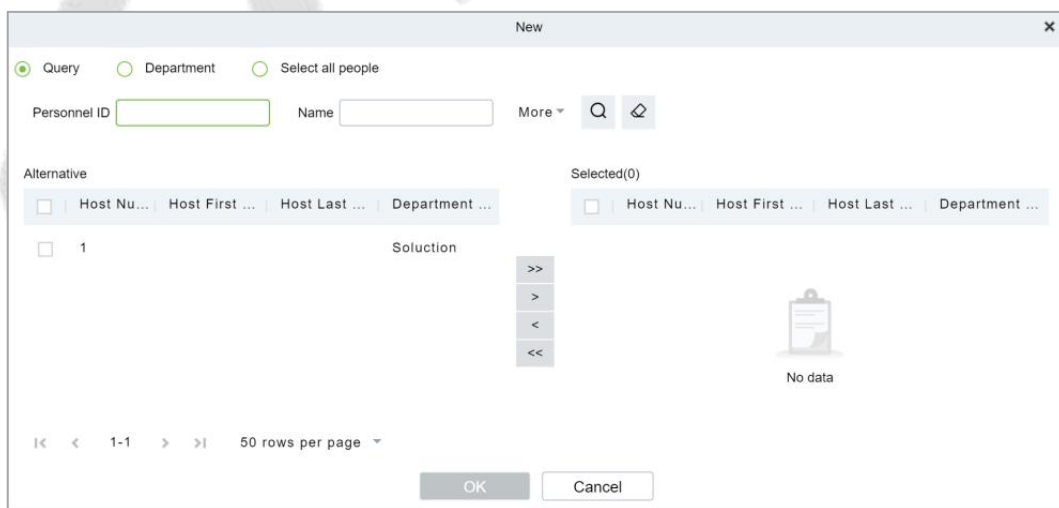 New
Query Department Select all people
Personnel ID Name More
Alternative Selected(0)
Host Nu... Host First ... Host Last ... Department ... Host Nu... Host First ... Host Last ... Department ...
1 Soluction
>>
>
<
<<
No data
1-1 50 rows per page
OK Cancel